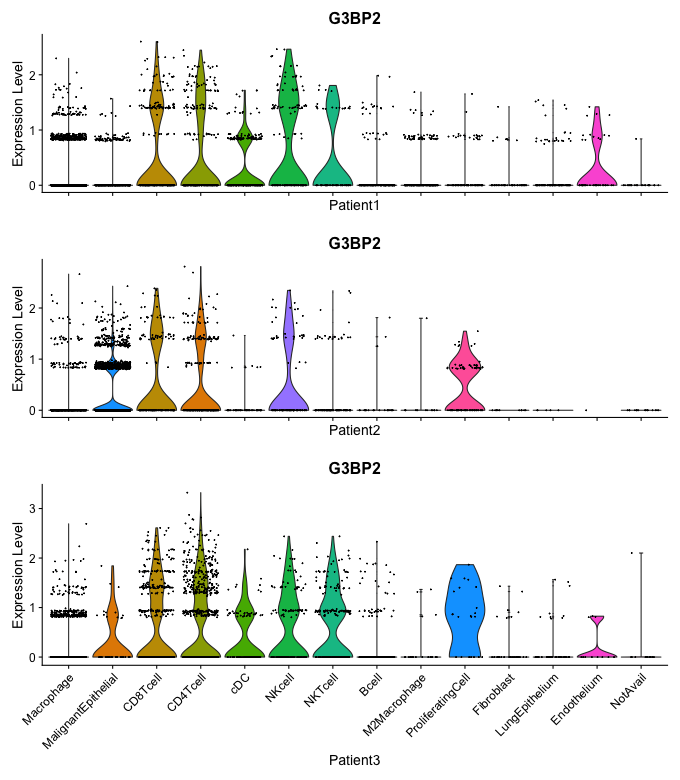 G3BP2
Expression Level
2
1
0
Patient1
G3BP2
Expression Level
2
1
0
Patient2
G3BP2
Expression Level
3
2
1
0
Macrophage
MalignantEpithelial
CD8Tcell
CD4Tcell
cDC
NKcell
NKTcell
Bcell
M2Macrophage
ProliferatingCell
Fibroblast
LungEpithelium
Endothelium
NotAvail
Patient3